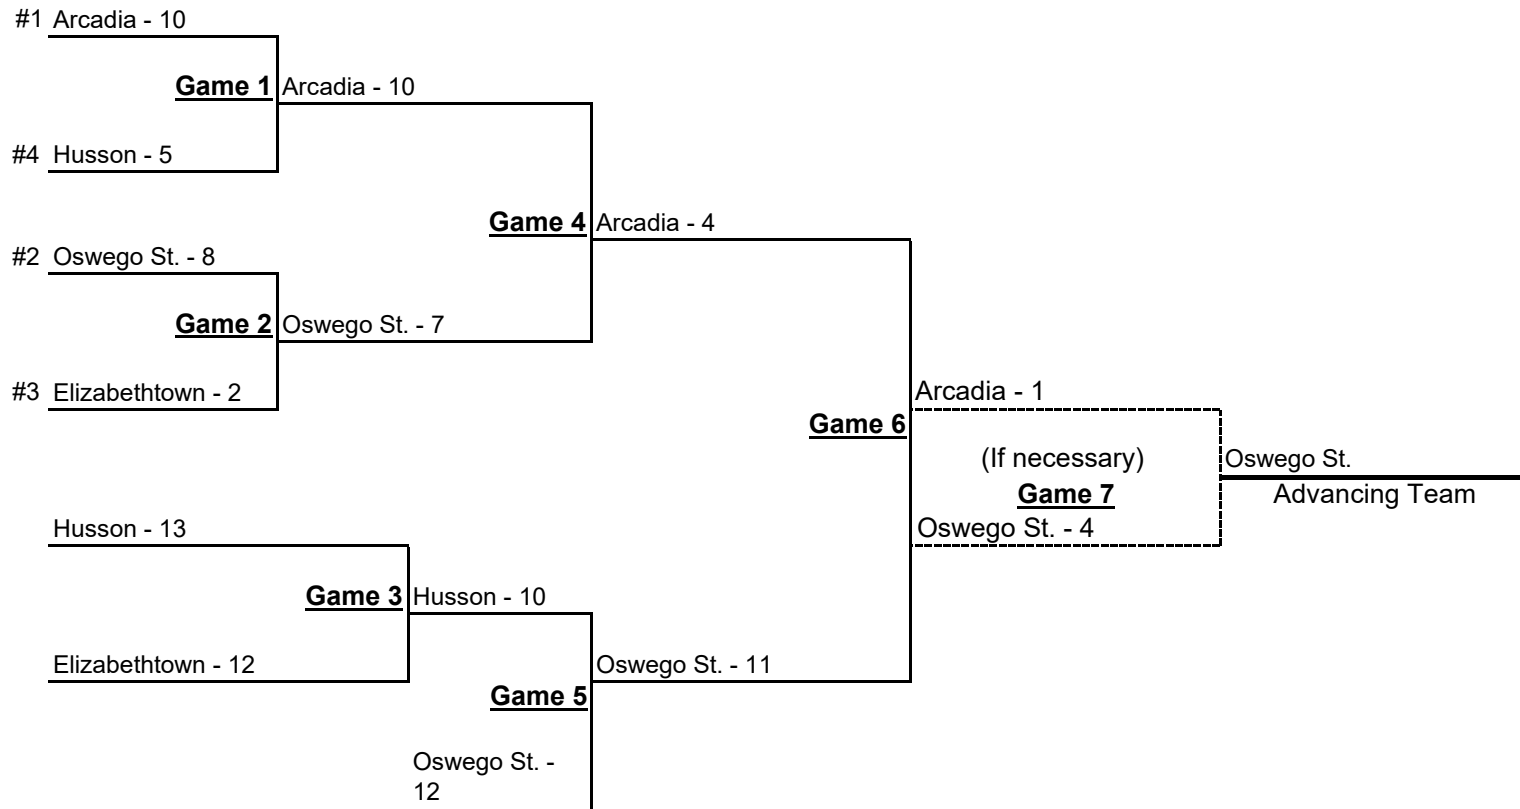 #1 Arcadia - 10
Game 1 Arcadia - 10
#4 Husson - 5
Game 4 Arcadia - 4
#2 Oswego St. - 8
Game 2 Oswego St. - 7
#3 Elizabethtown - 2
Arcadia - 1
Game 6
(If necessary)
Oswego St.
Game 7
Advancing Team
Oswego St. - 4
Husson - 13
Game 3 Husson - 10
Elizabethtown - 12
Oswego St. - 11
Game 5
Oswego St. -
12